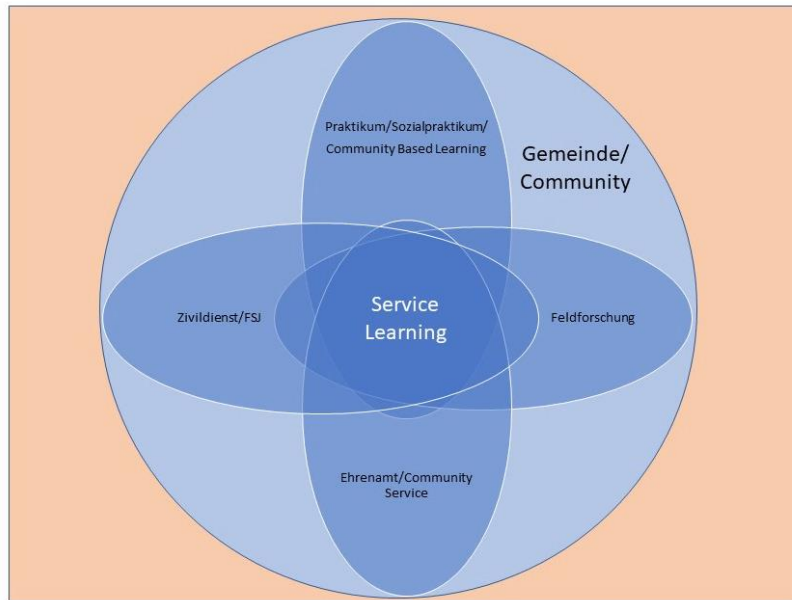 Praktikum/Sozialpraktikum/
Community Based Learning
Gemeinde/
Community
Zivildienst/FSJ
Service
Learning
Feldforschung
Ehrenamt/Community
Service